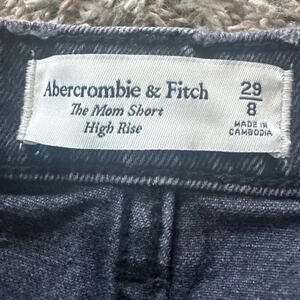 Abercrombie & Fitch
The Mom Short
High Rise
29
8
MADE IN
CAMBODIA